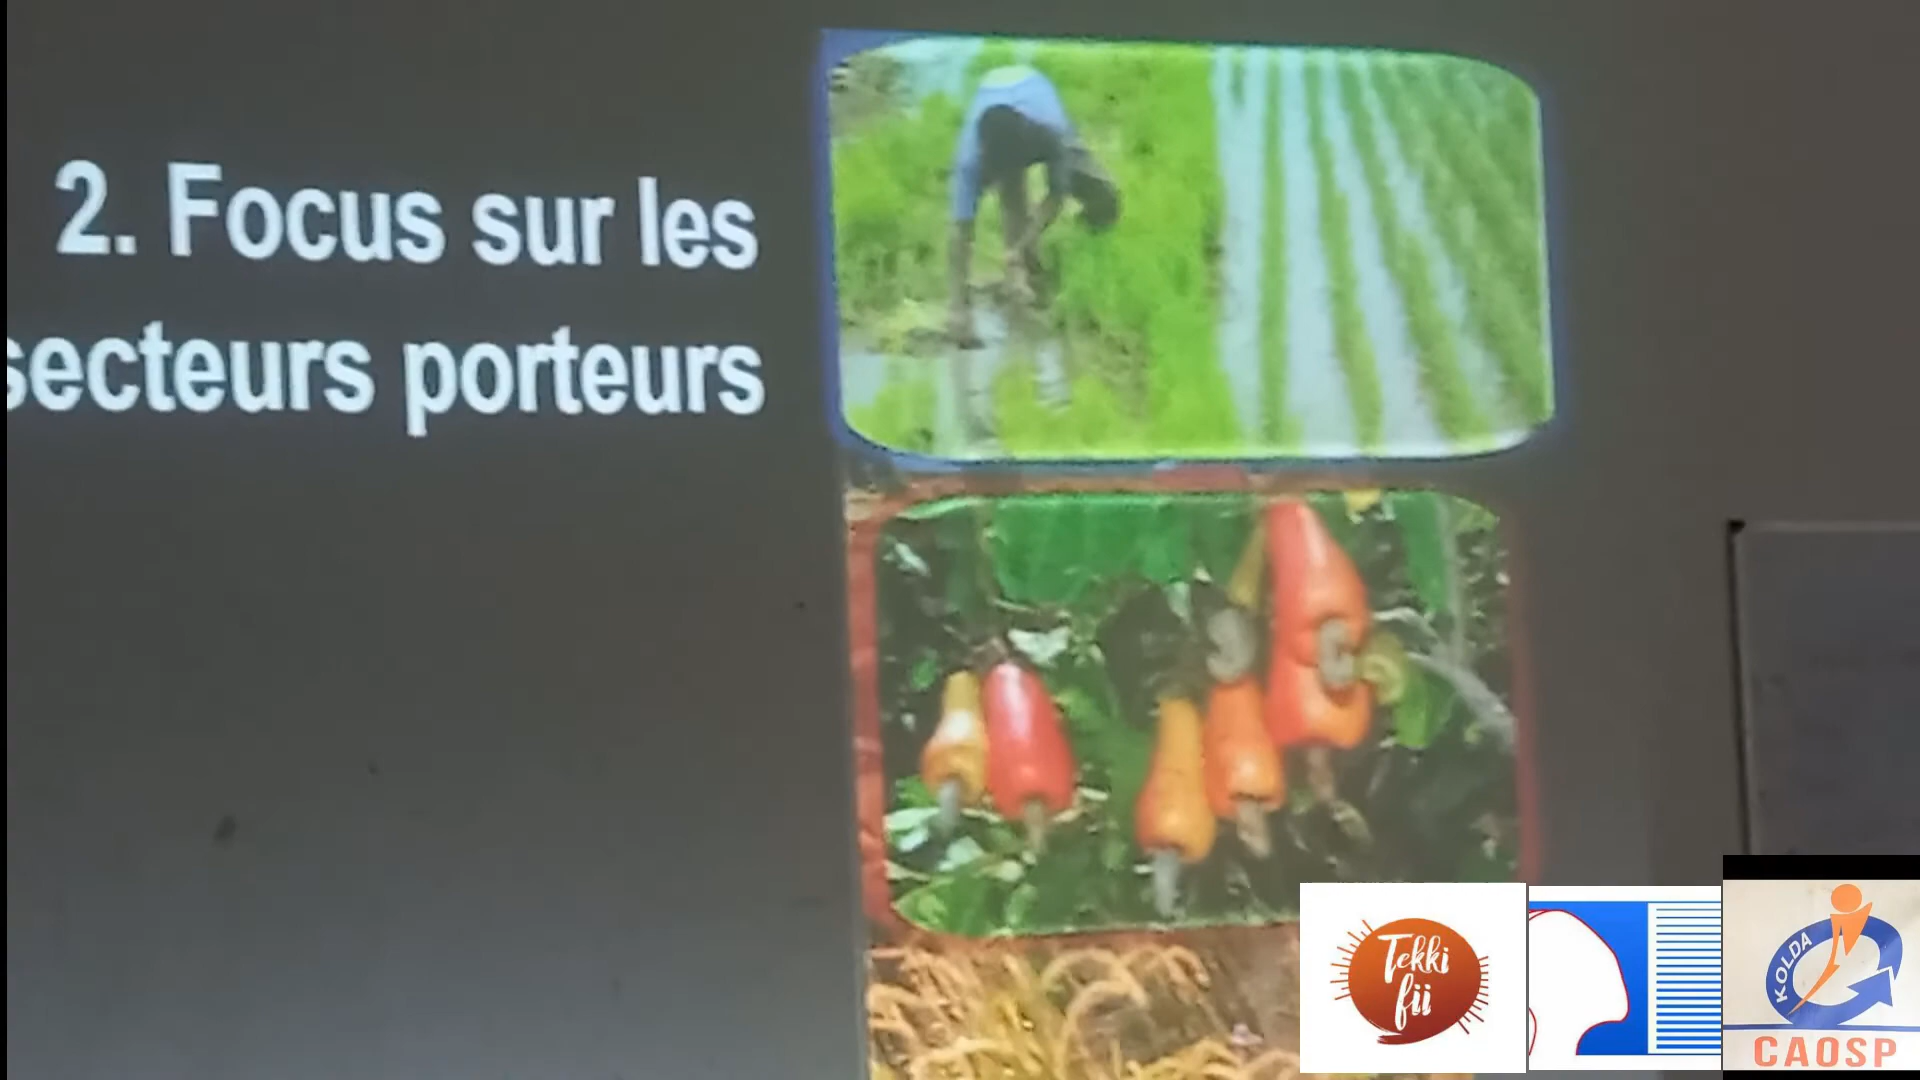 2. Focus sur les
secteurs porteurs
Tekki
fii
KOLDA
CAOSP